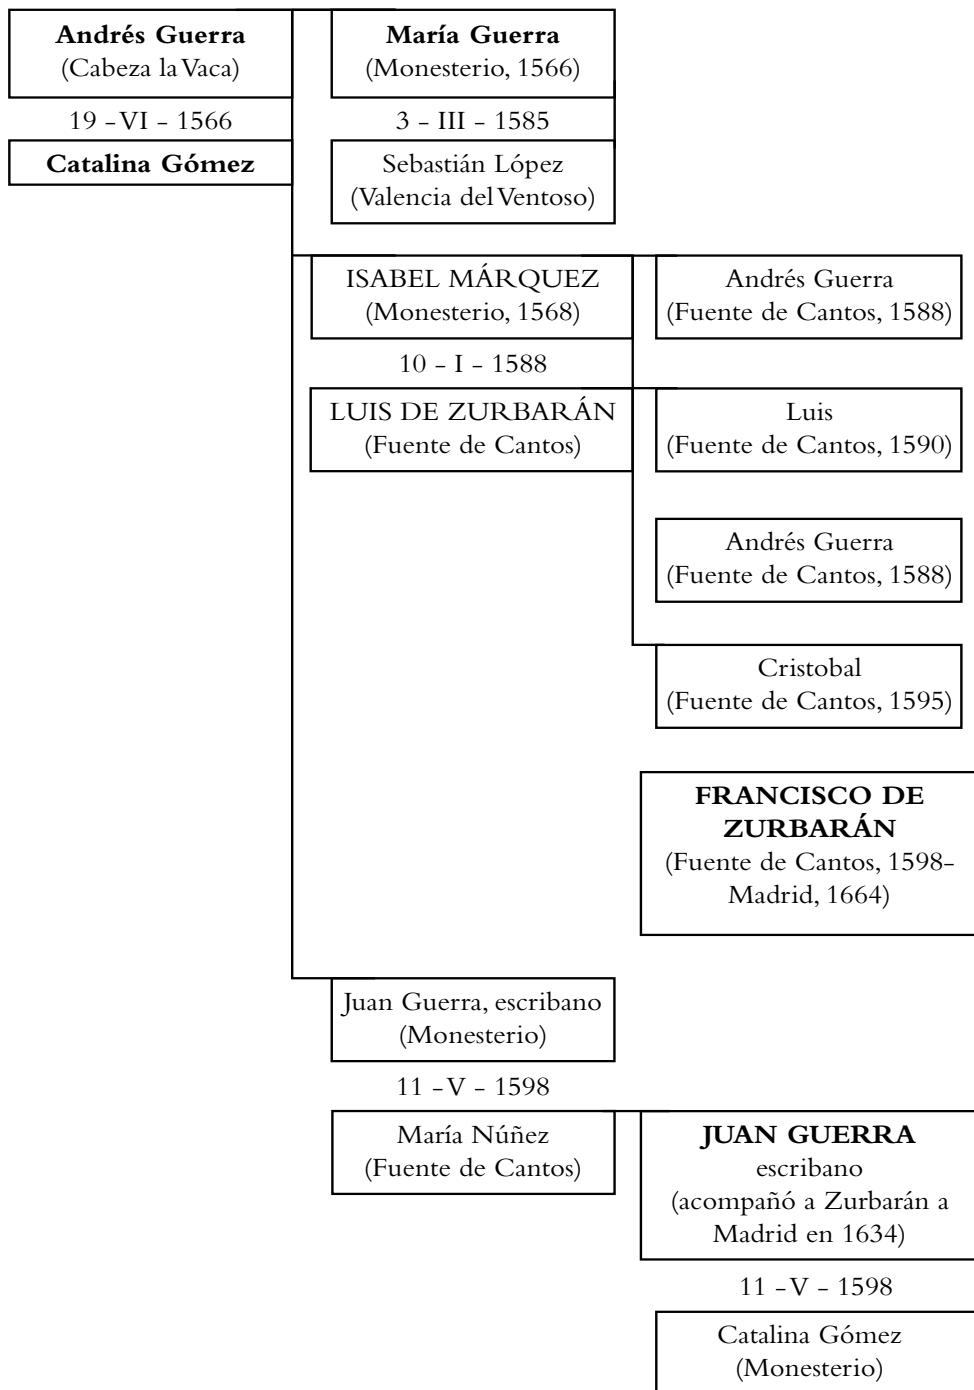 Andrés Guerra
(Cabeza la Vaca)
19 - VI - 1566
Catalina Gómez
María Guerra
(Monesterio, 1566)
3 - III - 1585
Sebastián López
(Valencia del Ventoso)
ISABEL MÁRQUEZ
(Monesterio, 1568)
10 - I - 1588
LUIS DE ZURBARÁN
(Fuente de Cantos)
Andrés Guerra
(Fuente de Cantos, 1588)
Luis
(Fuente de Cantos, 1590)
Andrés Guerra
(Fuente de Cantos, 1588)
Cristobal
(Fuente de Cantos, 1595)
FRANCISCO DE
ZURBARÁN
(Fuente de Cantos, 1598-
Madrid, 1664)
Juan Guerra, escribano
(Monesterio)
11 - V - 1598
María Núñez
(Fuente de Cantos)
JUAN GUERRA
escribano
(acompañó a Zurbarán a
Madrid en 1634)
11 - V - 1598
Catalina Gómez
(Monesterio)